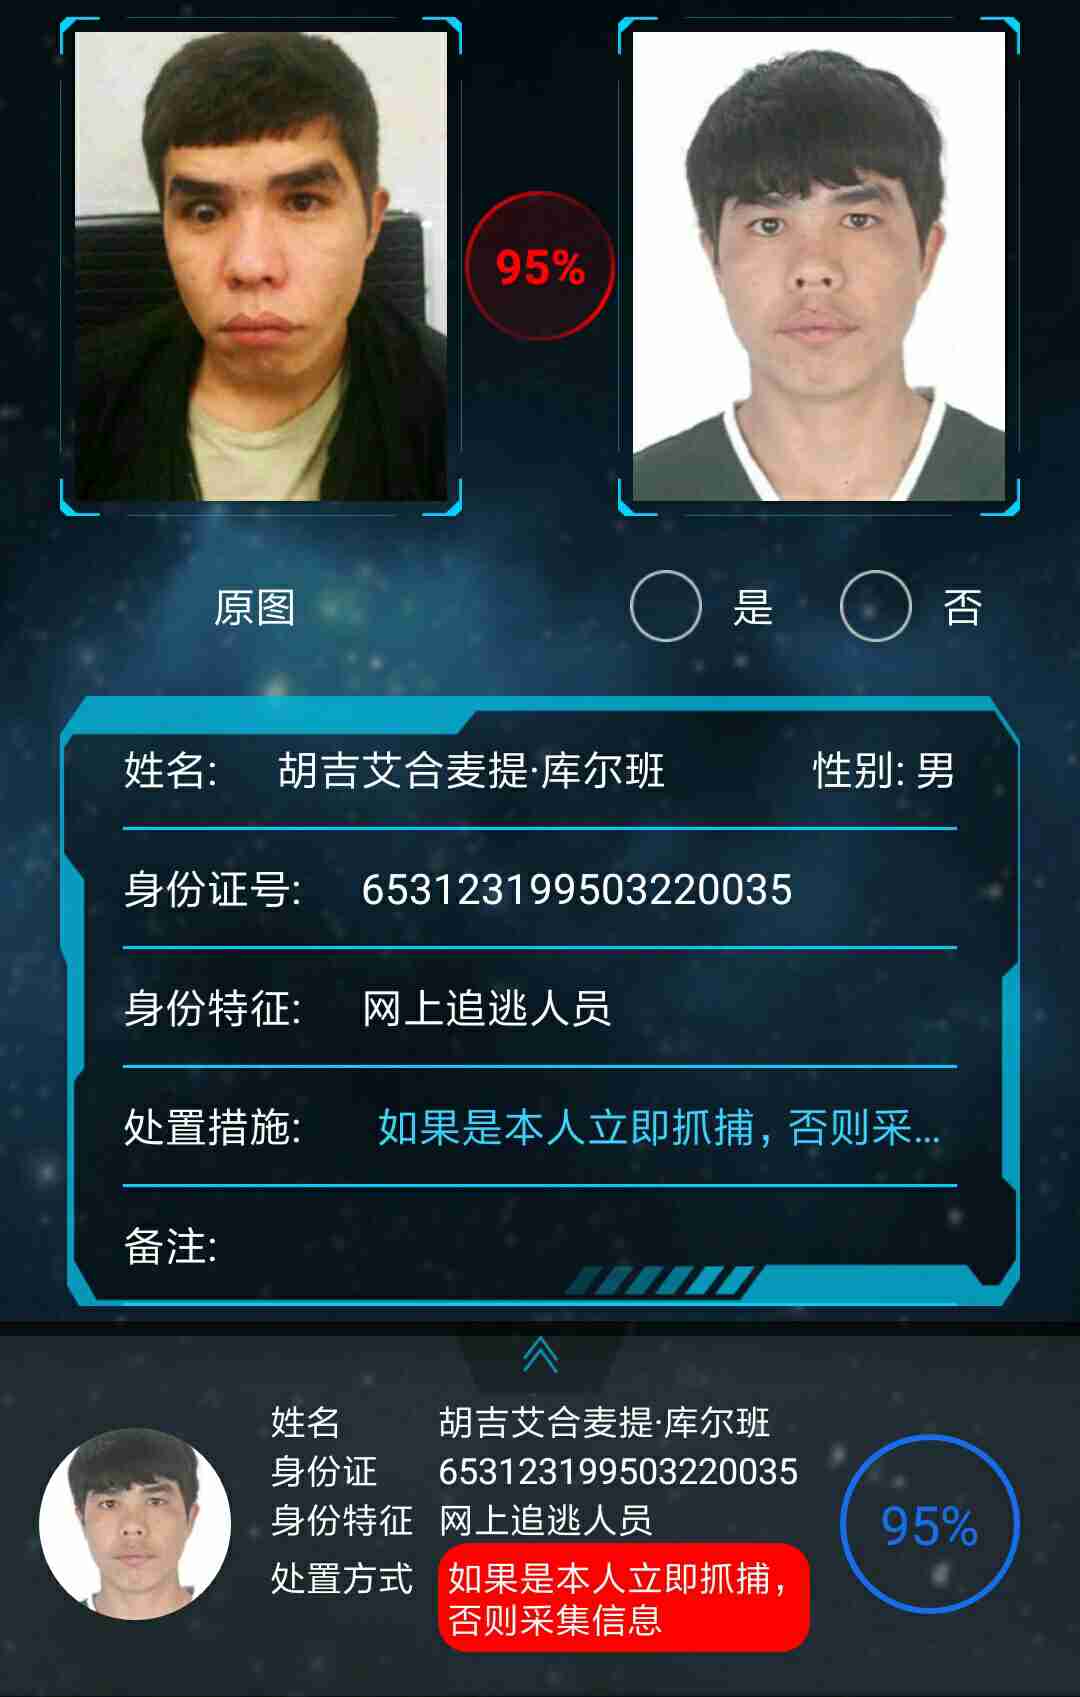 95%
原图
是
否
姓名: 胡吉艾合麦提·库尔班 性别: 男
身份证号: 653123199503220035
身份特征: 网上追逃人员
处置措施: 如果是本人立即抓捕，否则采...
备注:
姓名 胡吉艾合麦提·库尔班
身份证 653123199503220035
身份特征 网上追逃人员
处置方式 如果是本人立即抓捕，
否则采集信息
95%